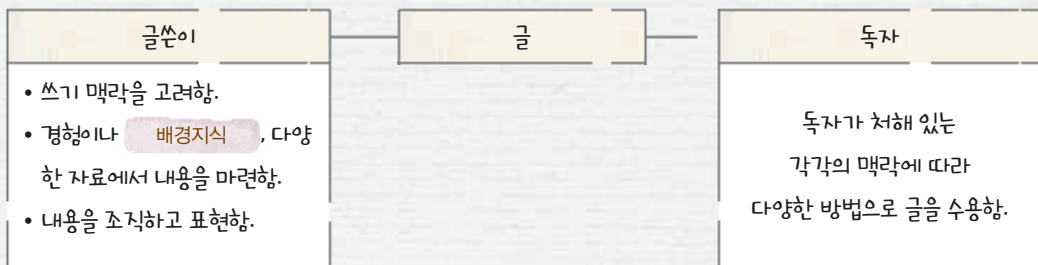 글쓴이
글
독자
• 쓰기 맥락을 고려함.
• 경험이나 배경지식, 다양
한 자료에서 내용을 마련함.
• 내용을 조직하고 표현함.
독자가 처해 있는
각각의 맥락에 따라
다양한 방법으로 글을 수용함.